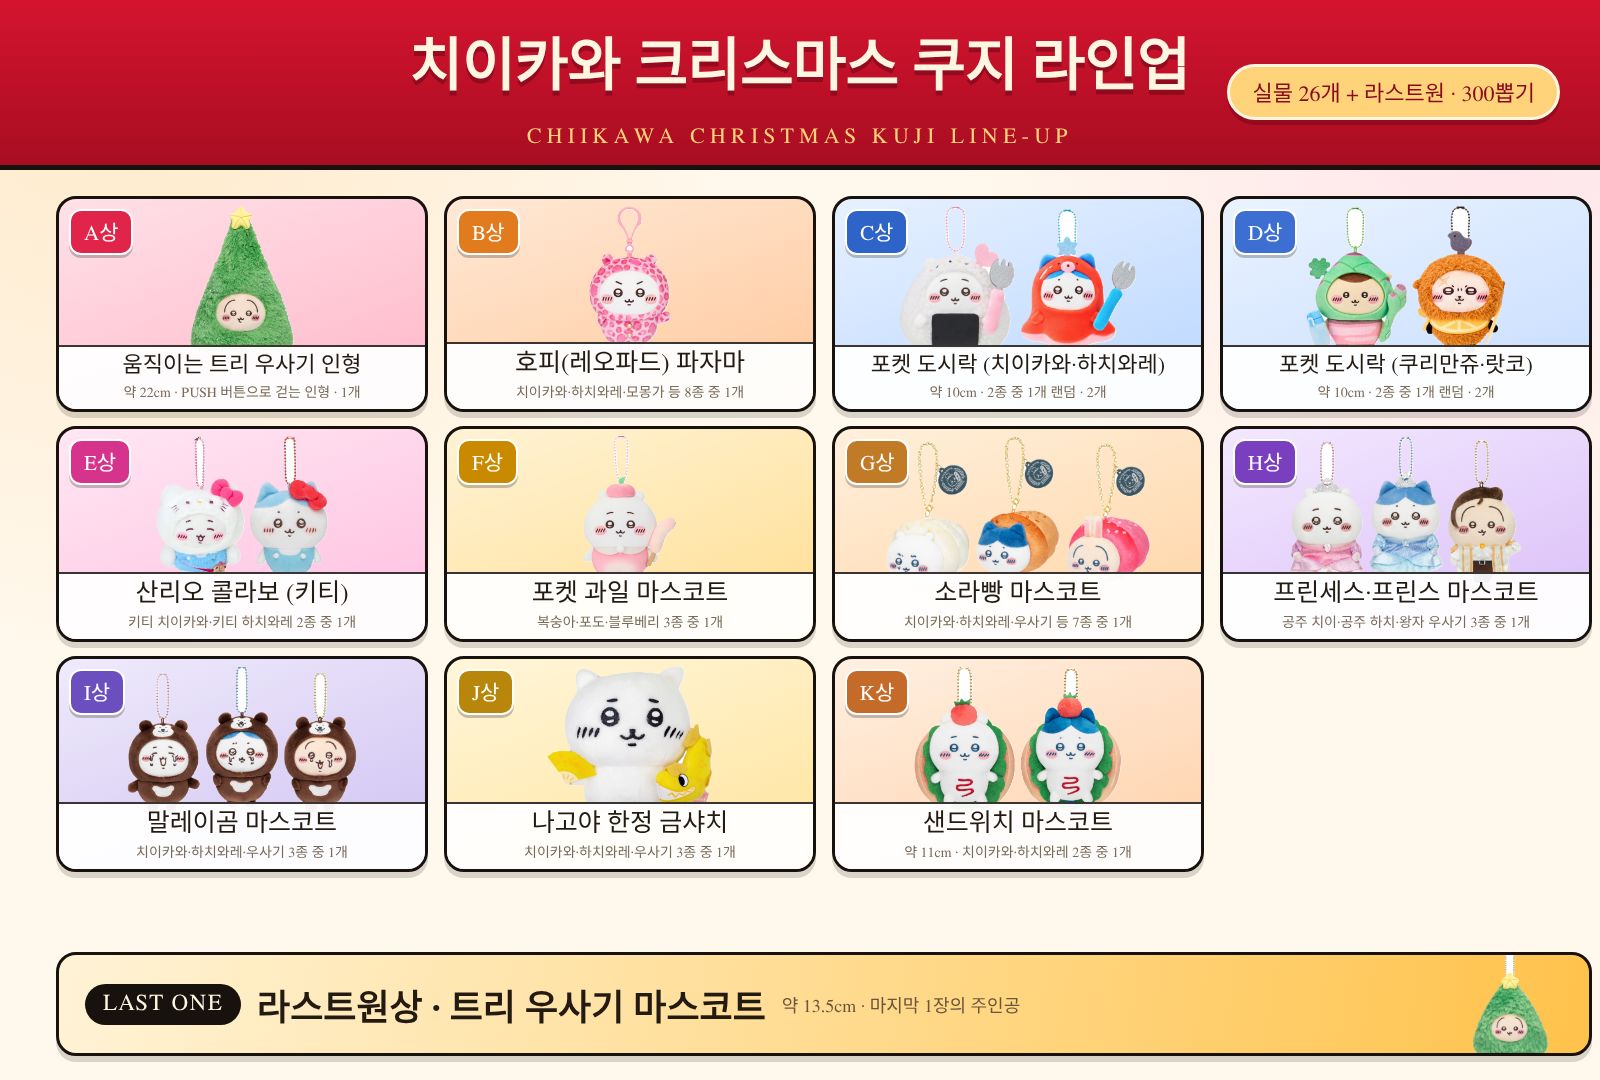 치이카와 크리스마스 쿠지 라인업
실물 26개 + 라스트원 · 300뽑기
CHIIKAWA CHRISTMAS KUJI LINE-UP
A상
움직이는 트리 우사기 인형
약 22cm · PUSH 버튼으로 걷는 인형 · 1개
B상
호피(레오파드) 파자마
치이카와·하치와레·모몽가 등 8종 중 1개
C상
포켓 도시락 (치이카와·하치와레)
약 10cm · 2종 중 1개 랜덤 · 2개
D상
포켓 도시락 (쿠리만쥬·랏코)
약 10cm · 2종 중 1개 랜덤 · 2개
E상
산리오 콜라보 (키티)
키티 치이카와·키티 하치와레 2종 중 1개
F상
포켓 과일 마스코트
복숭아·포도·블루베리 3종 중 1개
G상
소라빵 마스코트
치이카와·하치와레·우사기 등 7종 중 1개
H상
프린세스·프린스 마스코트
공주 치이·공주 하치·왕자 우사기 3종 중 1개
I상
말레이곰 마스코트
치이카와·하치와레·우사기 3종 중 1개
J상
나고야 한정 금샤치
치이카와·하치와레·우사기 3종 중 1개
K상
샌드위치 마스코트
약 11cm · 치이카와·하치와레 2종 중 1개
LAST ONE
라스트원상 · 트리 우사기 마스코트
약 13.5cm · 마지막 1장의 주인공